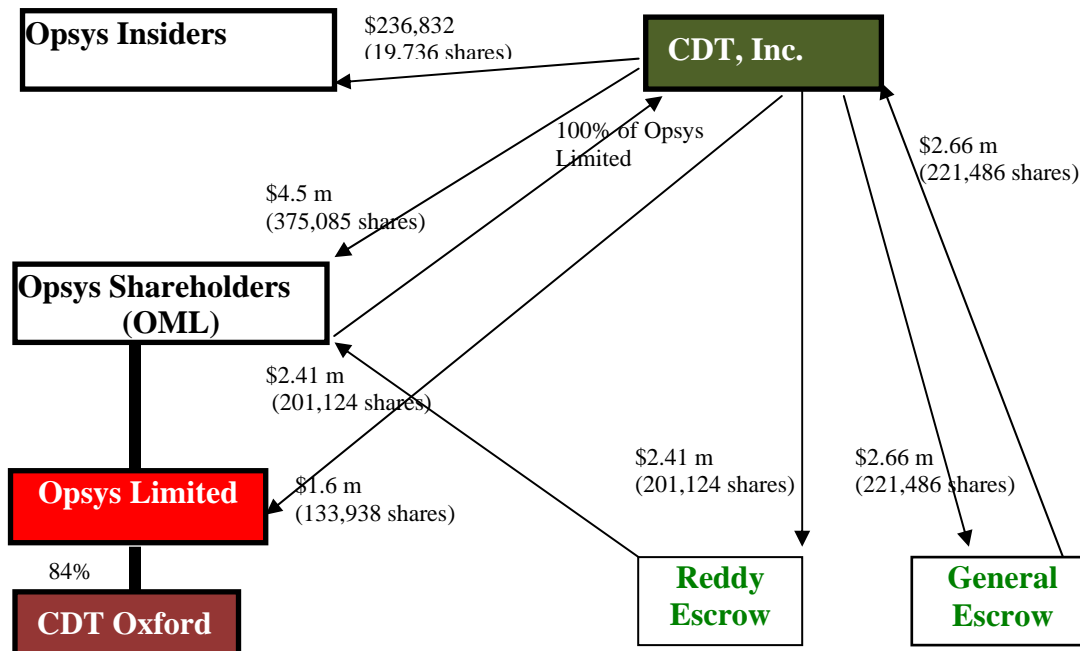 Opsys Insiders
$236,832
(19,736 shares)
CDT, Inc.
100% of Opsys
Limited
$2.66 m
(221,486 shares)
$4.5 m
(375,085 shares)
Opsys Shareholders
(OML)
$2.41 m
(201,124 shares)
Opsys Limited
$1.6 m
(133,938 shares)
$2.41 m
(201,124 shares)
$2.66 m
(221,486 shares)
84%
CDT Oxford
Reddy
Escrow
General
Escrow